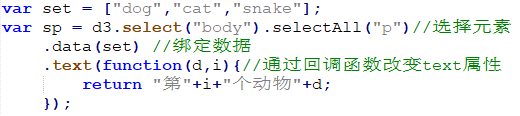 var set = ["dog","cat","snake"];
var sp = d3.select("body").selectAll("p")//选择元素
.data(set) //绑定数据
.text(function(d,i){//通过回调函数改变text属性
return "第"+i+"个动物"+d;
});